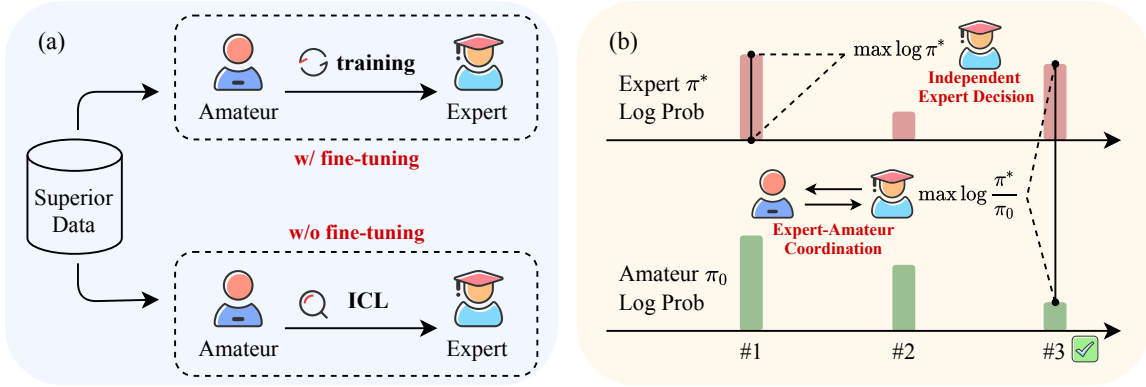 (a)
training
Amateur
Expert
w/ fine-tuning
Superior
Data
w/o fine-tuning
ICL
Amateur
Expert
(b)
max log π*
Expert π*
Log Prob
Independent
Expert Decision
max log π*/π₀
Expert-Amateur
Coordination
Amateur π₀
Log Prob
#1
#2
#3